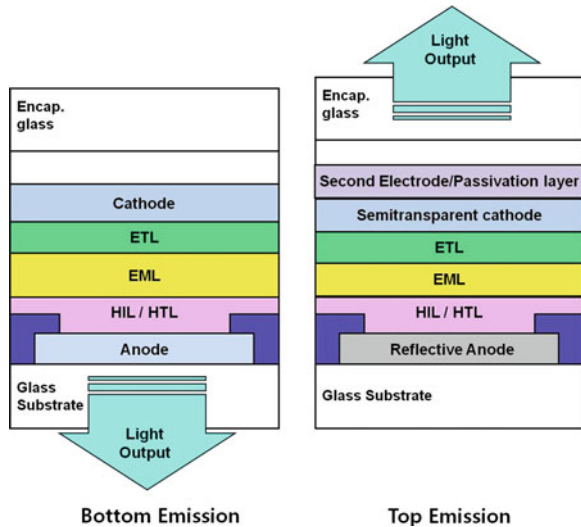 Encap.
glass
Cathode
ETL
EML
HIL / HTL
Anode
Glass
Substrate
Light
Output
Bottom Emission
Light
Output
Encap.
glass
Second Electrode/Passivation layer
Semitransparent cathode
ETL
EML
HIL / HTL
Reflective Anode
Glass Substrate
Top Emission